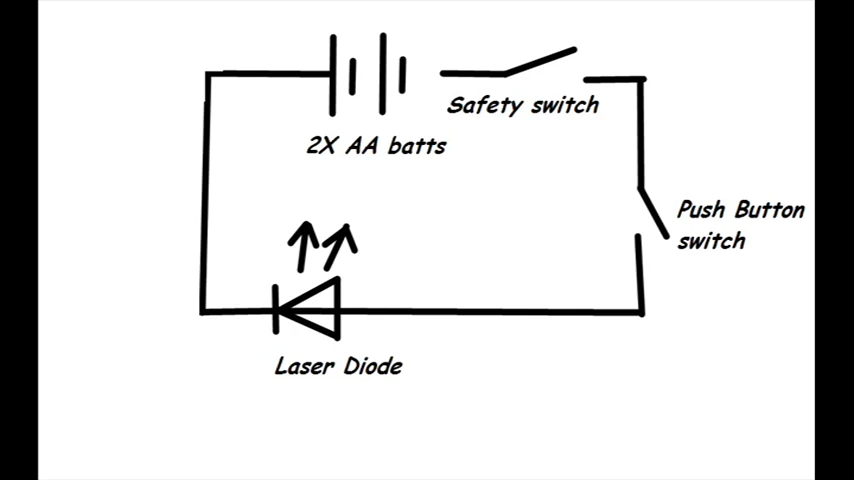 Safety switch
2X AA batts
Push Button
switch
Laser Diode